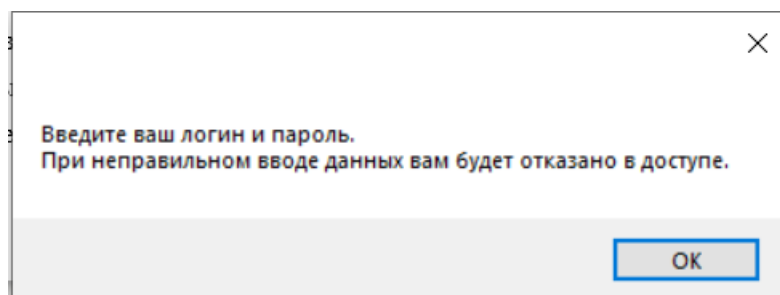 Введите ваш логин и пароль.
При неправильном вводе данных вам будет отказано в доступе.
OK